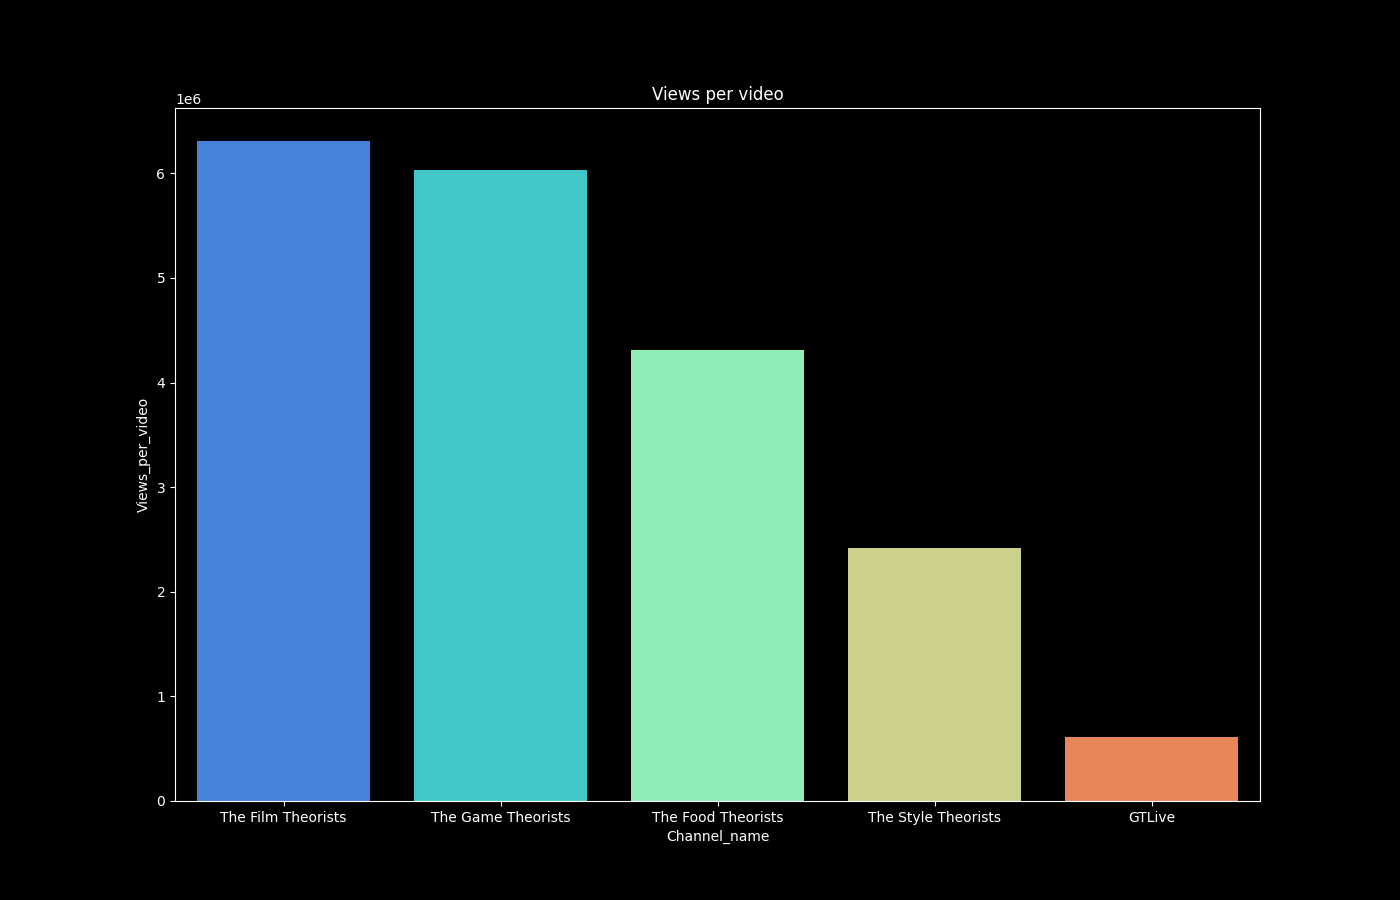 Views per video
1e6
6
5
4
3
2
1
0
Views_per_video
The Film Theorists
The Game Theorists
The Food Theorists
The Style Theorists
GTLive
Channel_name